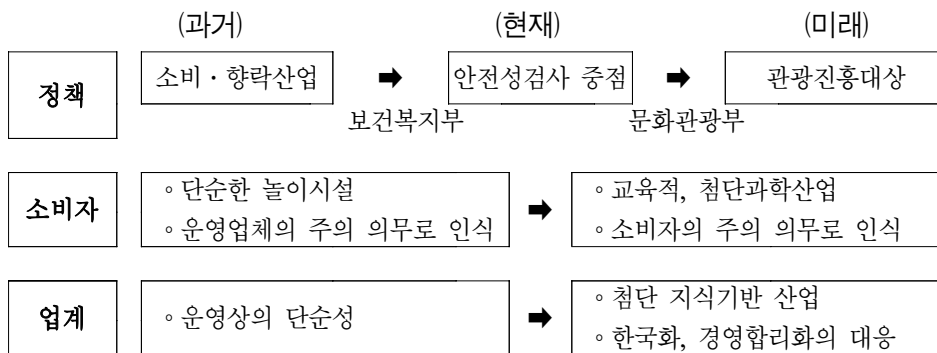 (과거) (현재) (미래)
정책 소비·향락산업 ➡ 안전성검사 중점 ➡ 관광진흥대상
보건복지부 문화관광부
소비자
◦단순한 놀이시설
◦운영업체의 주의 의무로 인식
➡
◦교육적, 첨단과학산업
◦소비자의 주의 의무로 인식
업계
◦운영상의 단순성
➡
◦첨단 지식기반 산업
◦한국화, 경영합리화의 대응